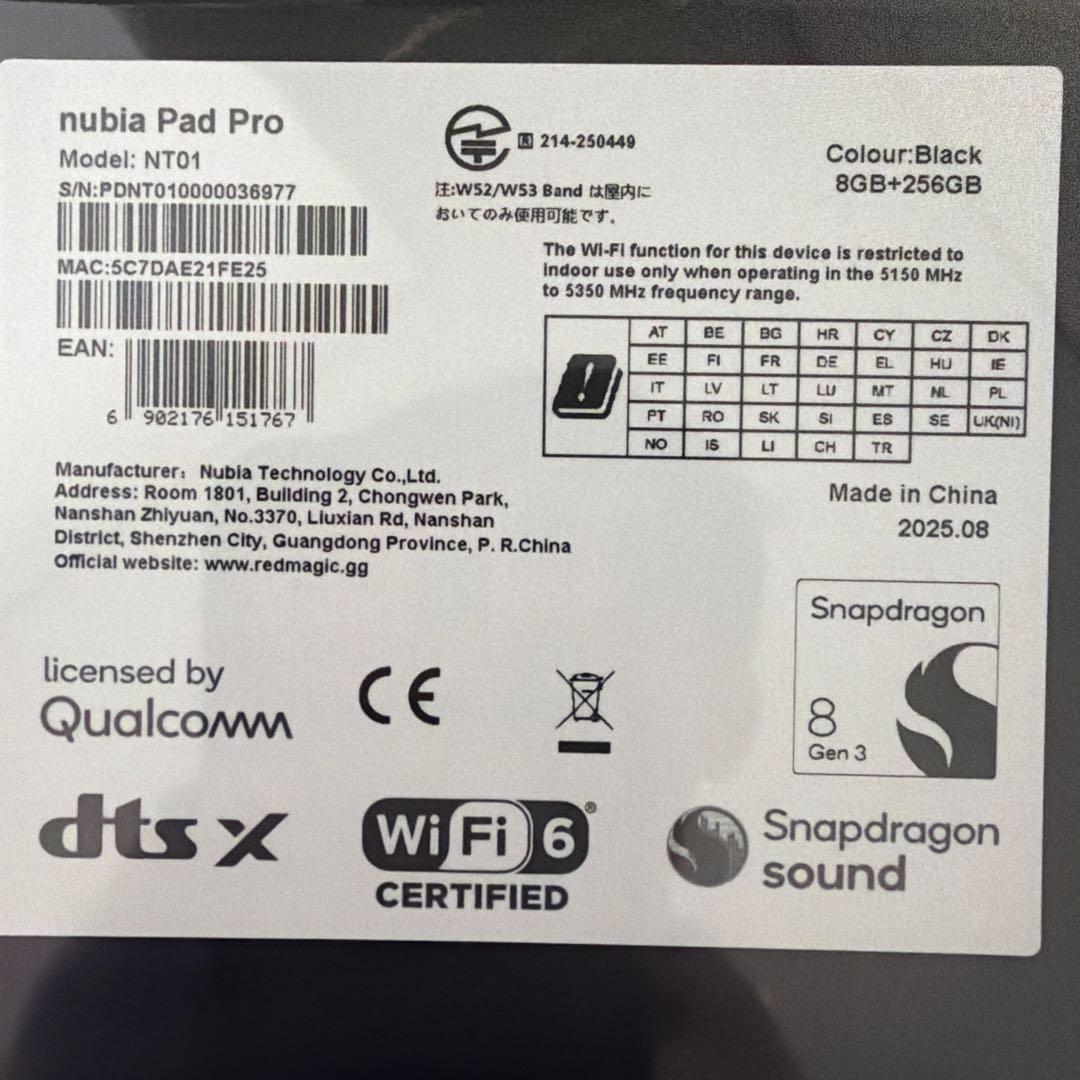 nubia Pad Pro
Model: NT01
S/N:PDNT010000036977
MAC:5C7DAE21FE25
EAN:
6 902176 151767
R 214-250449
注:W52/W53 Band は屋内に
おいてのみ使用可能です。
Colour:Black
8GB+256GB
The Wi-Fi function for this device is restricted to
indoor use only when operating in the 5150 MHz
to 5350 MHz frequency range.
AT BE BG HR CY CZ DK
EE FI FR DE EL HU IE
IT LV LT LU MT NL PL
PT RO SK SI ES SE UK(NI)
NO IS LI CH TR
Manufacturer: Nubia Technology Co.,Ltd.
Address: Room 1801, Building 2, Chongwen Park,
Nanshan Zhiyuan, No.3370, Liuxian Rd, Nanshan
District, Shenzhen City, Guangdong Province, P. R.China
Official website: www.redmagic.gg
Made in China
2025.08
Snapdragon
8
Gen 3
licensed by
Qualcomm
CE
dts x
WiFi 6®
CERTIFIED
Snapdragon
sound